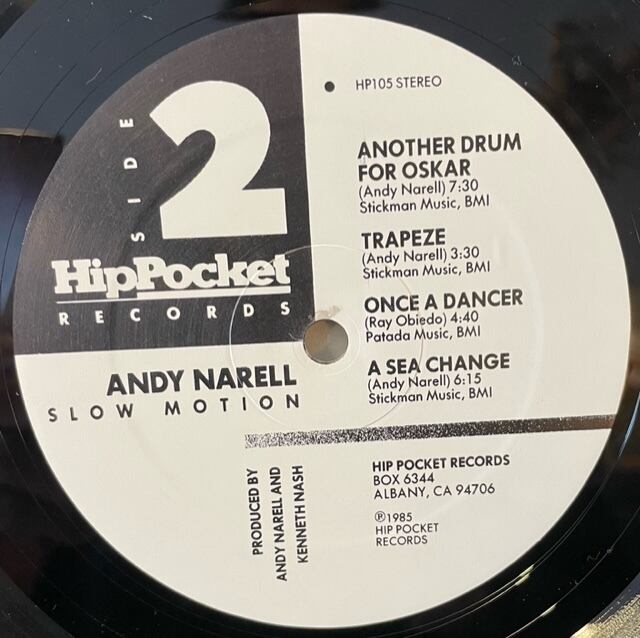 SIDE
2
HipPocket
RECORDS
ANDY NARELL
SLOW MOTION
HP105 STEREO
ANOTHER DRUM
FOR OSKAR
(Andy Narell) 7:30
Stickman Music, BMI
TRAPEZE
(Andy Narell) 3:30
Stickman Music, BMI
ONCE A DANCER
(Ray Obiedo) 4:40
Patada Music, BMI
A SEA CHANGE
(Andy Narell) 6:15
Stickman Music, BMI
PRODUCED BY
ANDY NARELL AND
KENNETH NASH
HIP POCKET RECORDS
BOX 6344
ALBANY, CA 94706
℗1985
HIP POCKET
RECORDS